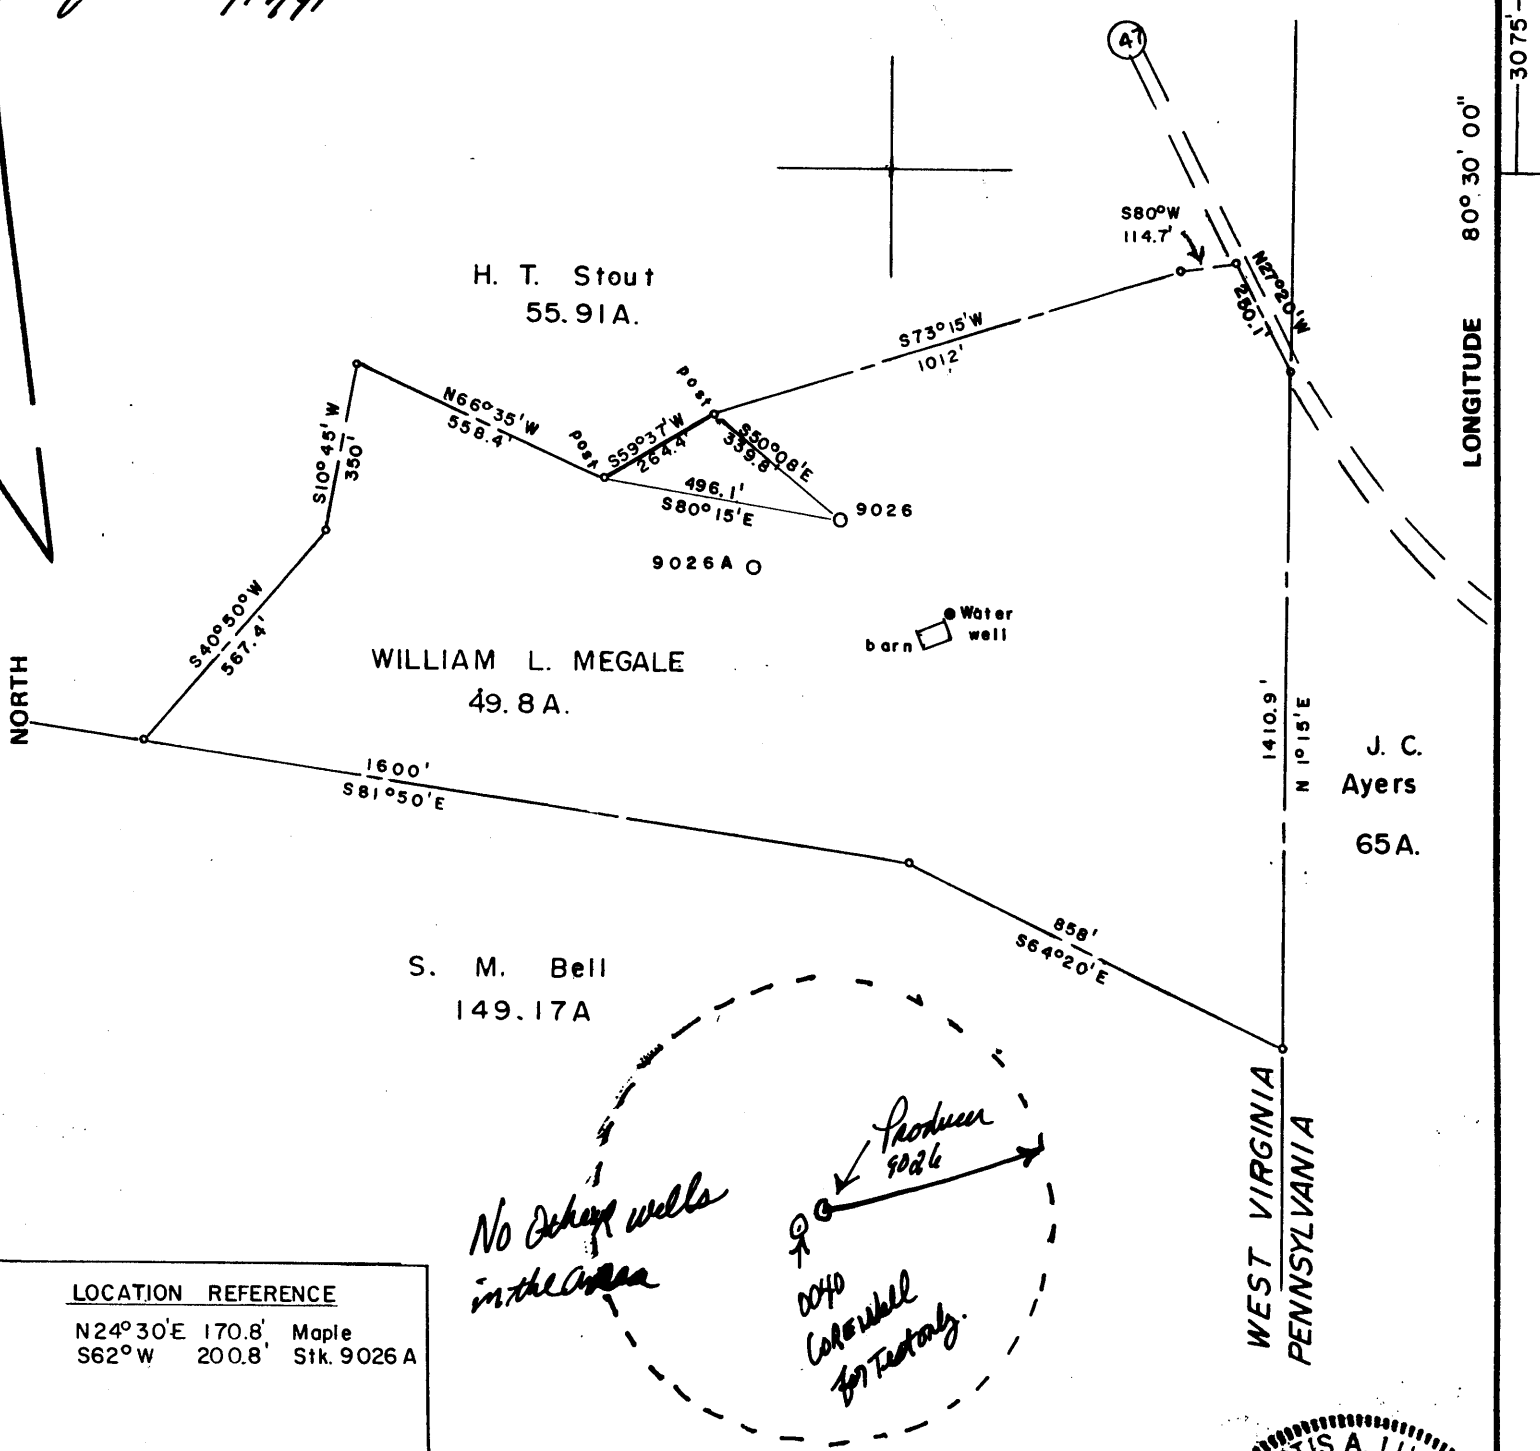 3075'
47
LONGITUDE 80° 30' 00"
S80°W
114.7'
N27°20'W
250.1'
H. T. Stout
55.91A.
S73°15'W
1012'
post
N66°35'W
558.4'
post
S59°37'W
264.4'
S50°08'E
339.8'
S10°45'W
350'
496.1'
S80°15'E
9026
9026A
S40°50°W
567.4'
Water
well
barn
WILLIAM L. MEGALE
49.8A.
NORTH
1410.9'
N 1°15'E
J. C.
Ayers
65A.
1600'
S81°50'E
858'
S64°20'E
S. M. Bell
149.17A
Producer
9026
No Other wells
in the area
0040
CORE Well
for Test only.
WEST VIRGINIA
PENNSYLVANIA
LOCATION REFERENCE
N24°30'E 170.8' Maple
S62°W 200.8' Stk. 9026A